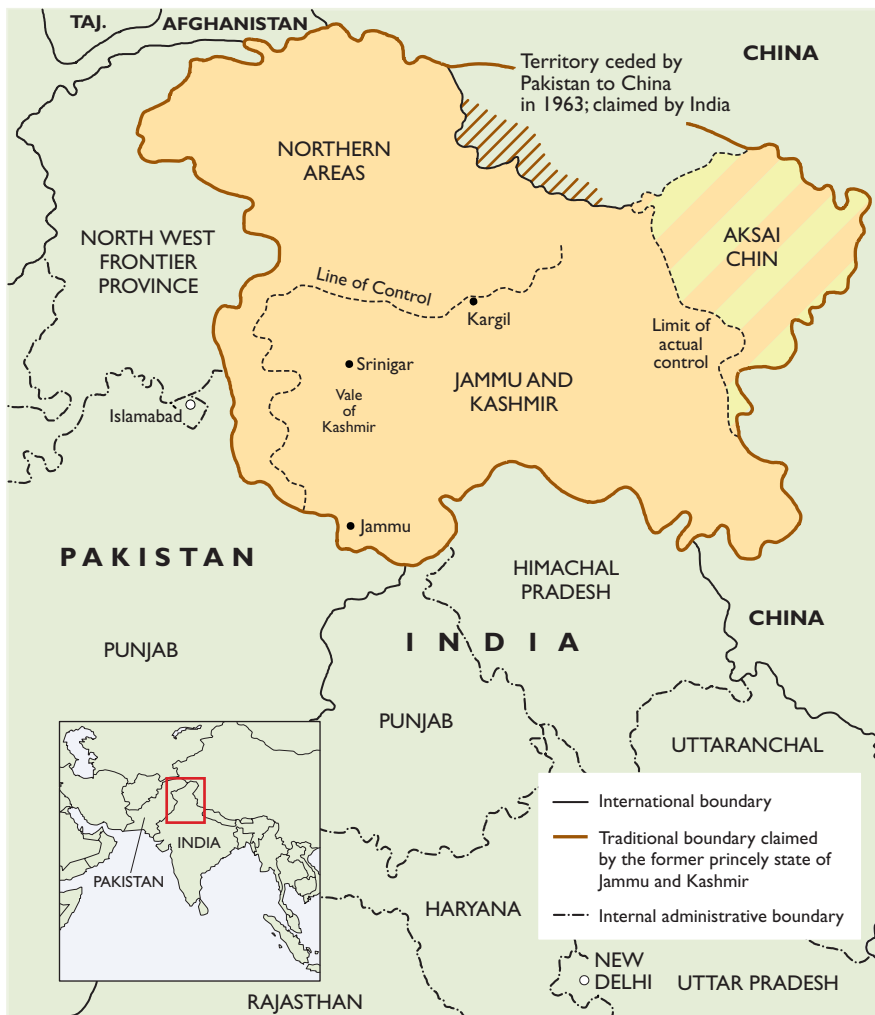 TAJ.
AFGHANISTAN
CHINA
Territory ceded by
Pakistan to China
in 1963; claimed by India
NORTHERN
AREAS
NORTH WEST
FRONTIER
PROVINCE
AKSAI
CHIN
Line of Control
Kargil
Limit of
actual
control
Srinigar
JAMMU AND
KASHMIR
Vale
of
Kashmir
Islamabad
Jammu
PAKISTAN
HIMACHAL
PRADESH
CHINA
INDIA
PUNJAB
PUNJAB
UTTARANCHAL
International boundary
Traditional boundary claimed
by the former princely state of
Jammu and Kashmir
Internal administrative boundary
INDIA
PAKISTAN
HARYANA
NEW
DELHI
UTTAR PRADESH
RAJASTHAN